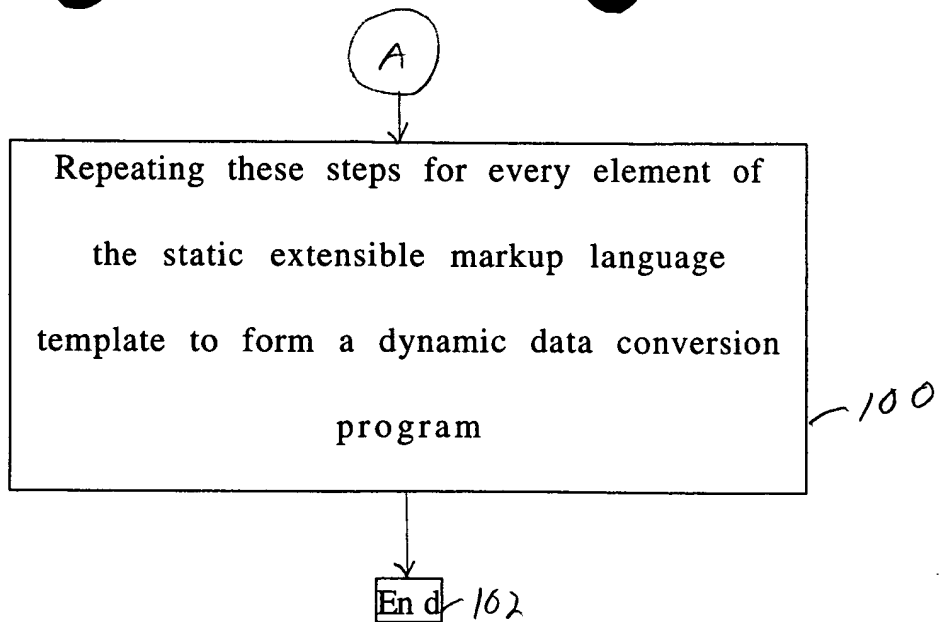 A
Repeating these steps for every element of
the static extensible markup language
template to form a dynamic data conversion
program
100
End 102